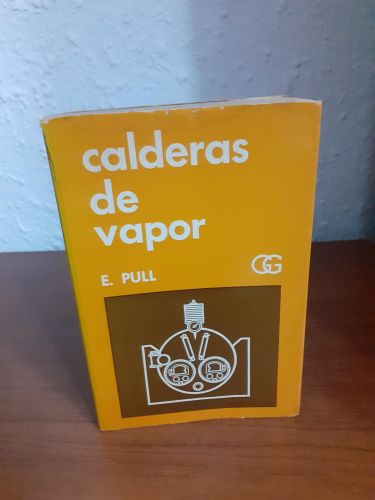 calderas
de
vapor
E. PULL
GG